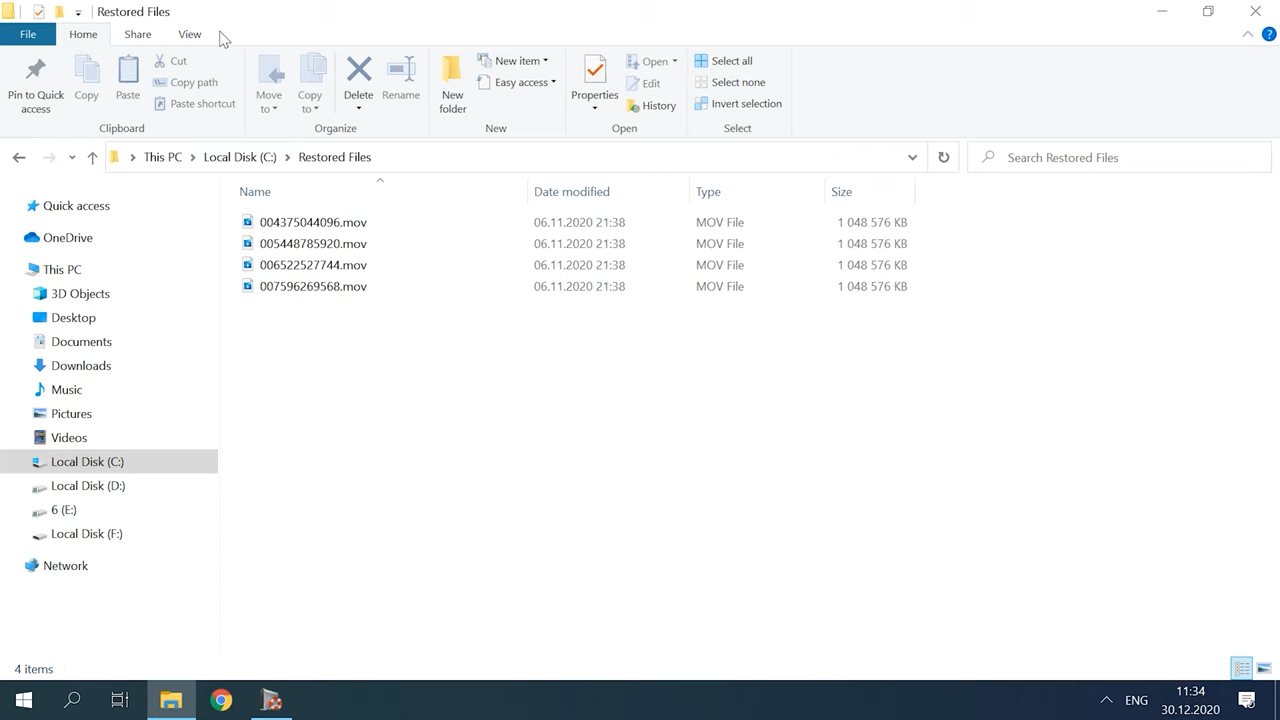 Restored Files
File Home Share View
Pin to Quick access
Copy
Paste
Cut
Copy path
Paste shortcut
Clipboard
Move to
Copy to
Delete
Rename
Organize
New folder
New item
Easy access
New
Properties
Open
Edit
History
Open
Select all
Select none
Invert selection
Select
This PC Local Disk (C:) Restored Files
Search Restored Files
Name Date modified Type Size
004375044096.mov 06.11.2020 21:38 MOV File 1 048 576 KB
005448785920.mov 06.11.2020 21:38 MOV File 1 048 576 KB
006522527744.mov 06.11.2020 21:38 MOV File 1 048 576 KB
007596269568.mov 06.11.2020 21:38 MOV File 1 048 576 KB
Quick access
OneDrive
This PC
3D Objects
Desktop
Documents
Downloads
Music
Pictures
Videos
Local Disk (C:)
Local Disk (D:)
6 (E:)
Local Disk (F:)
Network
4 items
ENG
11:34
30.12.2020